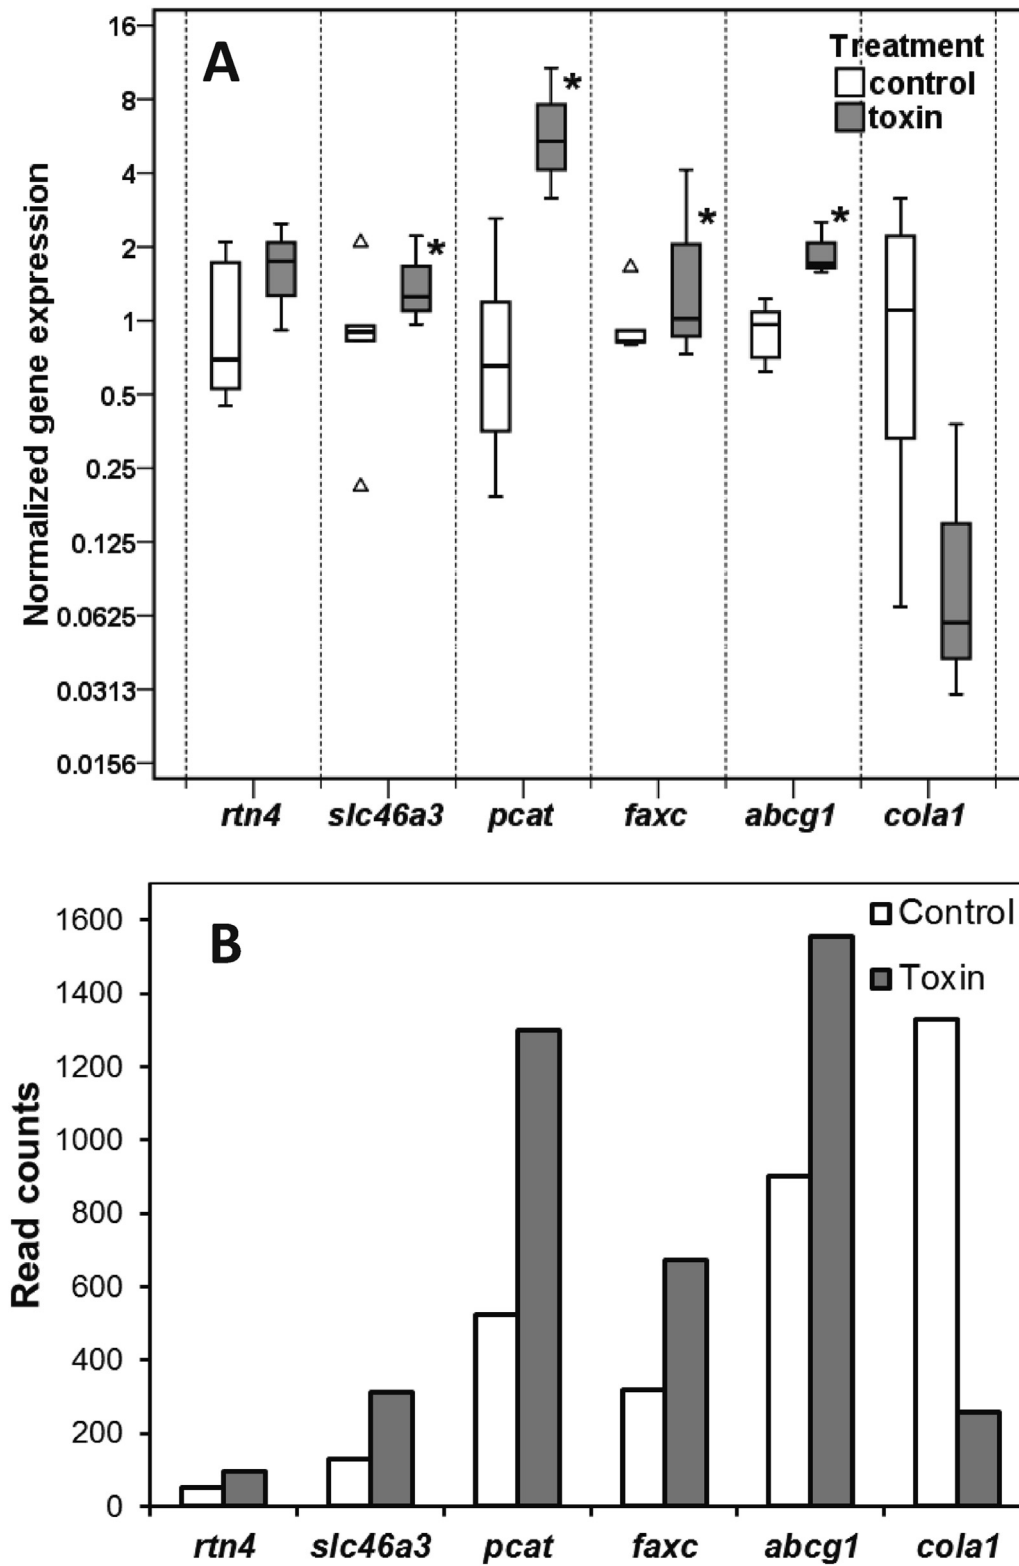 A
Treatment
control
toxin
Normalized gene expression
16
8
4
2
1
0.5
0.25
0.125
0.0625
0.0313
0.0156
*
*
*
*
rtn4 slc46a3 pcat faxc abcg1 cola1
B
Control
Toxin
Read counts
1600
1400
1200
1000
800
600
400
200
0
rtn4 slc46a3 pcat faxc abcg1 cola1